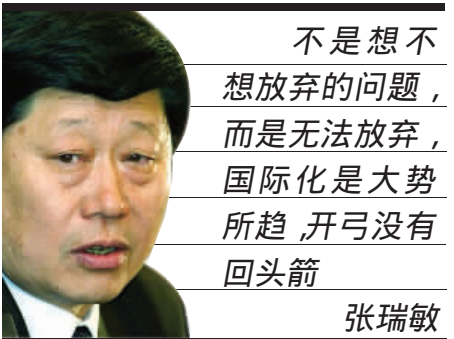 不是想不
想放弃的问题，
而是无法放弃，
国际化是大势
所趋，开弓没有
回头箭
张瑞敏